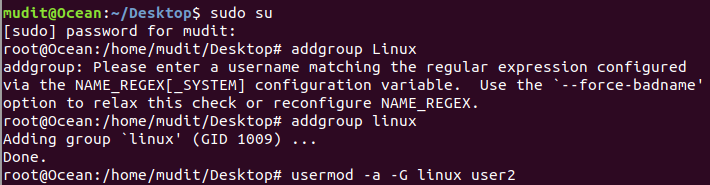 mudit@Ocean:~/Desktop$ sudo su
[sudo] password for mudit:
root@Ocean:/home/mudit/Desktop# addgroup Linux
addgroup: Please enter a username matching the regular expression configured
via the NAME_REGEX[_SYSTEM] configuration variable.  Use the `--force-badname'
option to relax this check or reconfigure NAME_REGEX.
root@Ocean:/home/mudit/Desktop# addgroup linux
Adding group `linux' (GID 1009) ...
Done.
root@Ocean:/home/mudit/Desktop# usermod -a -G linux user2